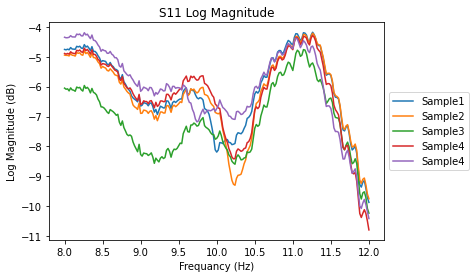 S11 Log Magnitude
−4
−5
−6
−7
−8
−9
−10
−11
Log Magnitude (dB)
8.0 8.5 9.0 9.5 10.0 10.5 11.0 11.5 12.0
Frequancy (Hz)
Sample1
Sample2
Sample3
Sample4
Sample4